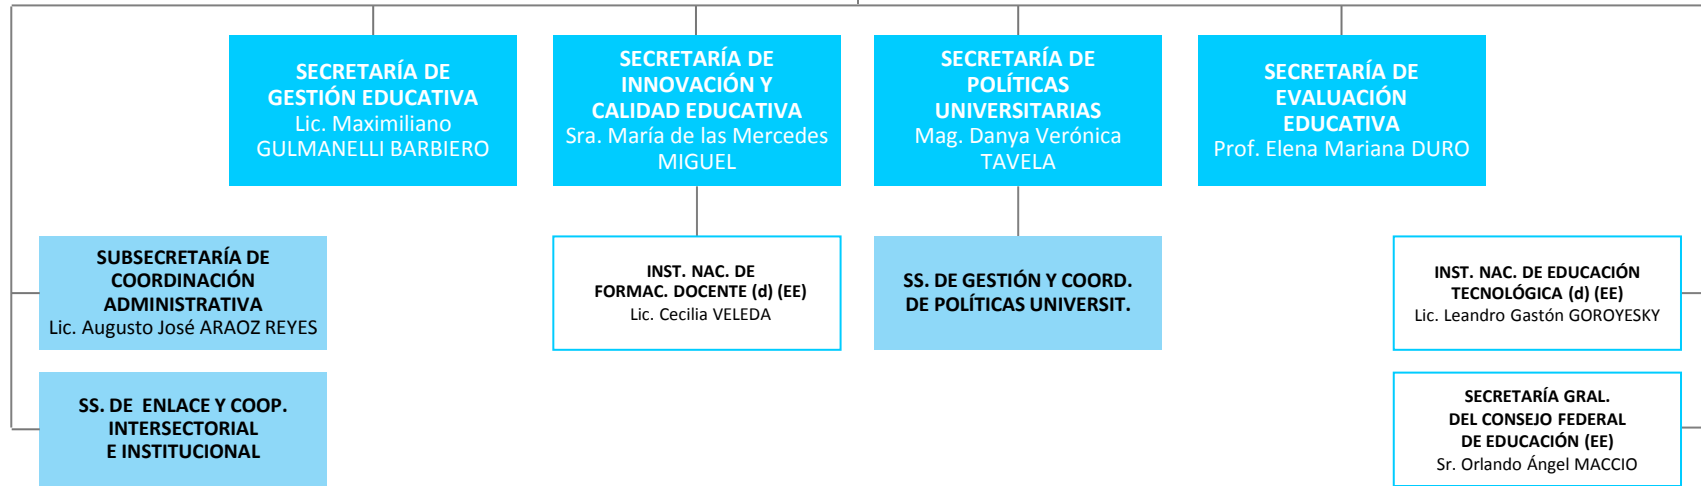 SECRETARÍA DE
GESTIÓN EDUCATIVA
Lic. Maximiliano
GULMANELLI BARBIERO
SECRETARÍA DE
INNOVACIÓN Y
CALIDAD EDUCATIVA
Sra. María de las Mercedes
MIGUEL
SECRETARÍA DE
POLÍTICAS
UNIVERSITARIAS
Mag. Danya Verónica
TAVELA
SECRETARÍA DE
EVALUACIÓN
EDUCATIVA
Prof. Elena Mariana DURO
SUBSECRETARÍA DE
COORDINACIÓN
ADMINISTRATIVA
Lic. Augusto José ARAOZ REYES
INST. NAC. DE
FORMAC. DOCENTE (d) (EE)
Lic. Cecilia VELEDA
SS. DE GESTIÓN Y COORD.
DE POLÍTICAS UNIVERSIT.
INST. NAC. DE EDUCACIÓN
TECNOLÓGICA (d) (EE)
Lic. Leandro Gastón GOROYESKY
SS. DE ENLACE Y COOP.
INTERSECTORIAL
E INSTITUCIONAL
SECRETARÍA GRAL.
DEL CONSEJO FEDERAL
DE EDUCACIÓN (EE)
Sr. Orlando Ángel MACCIO